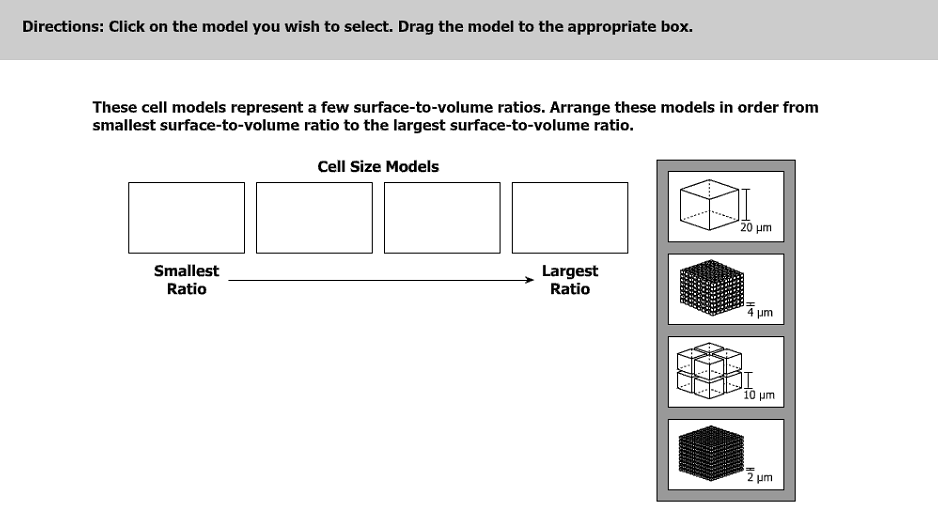 Directions: Click on the model you wish to select. Drag the model to the appropriate box.
These cell models represent a few surface-to-volume ratios. Arrange these models in order from
smallest surface-to-volume ratio to the largest surface-to-volume ratio.
Cell Size Models
Smallest
Ratio
Largest
Ratio
20 µm
4 µm
10 µm
2 µm